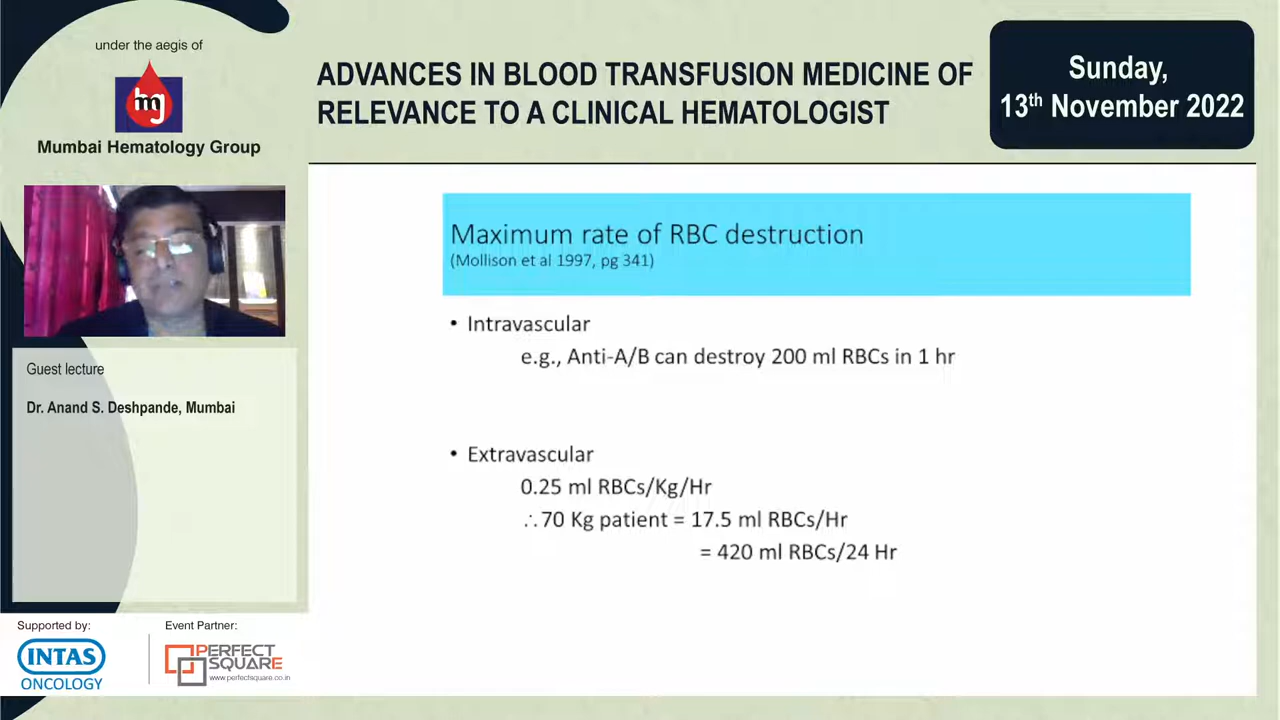 under the aegis of
mg
Mumbai Hematology Group
ADVANCES IN BLOOD TRANSFUSION MEDICINE OF
RELEVANCE TO A CLINICAL HEMATOLOGIST
Sunday,
13th November 2022
Maximum rate of RBC destruction
(Mollison et al 1997, pg 341)
• Intravascular
e.g., Anti-A/B can destroy 200 ml RBCs in 1 hr
• Extravascular
0.25 ml RBCs/Kg/Hr
∴70 Kg patient = 17.5 ml RBCs/Hr
= 420 ml RBCs/24 Hr
Guest lecture
Dr. Anand S. Deshpande, Mumbai
Supported by:
INTAS
ONCOLOGY
Event Partner:
PERFECT
SQUARE
www.perfectsquare.co.in